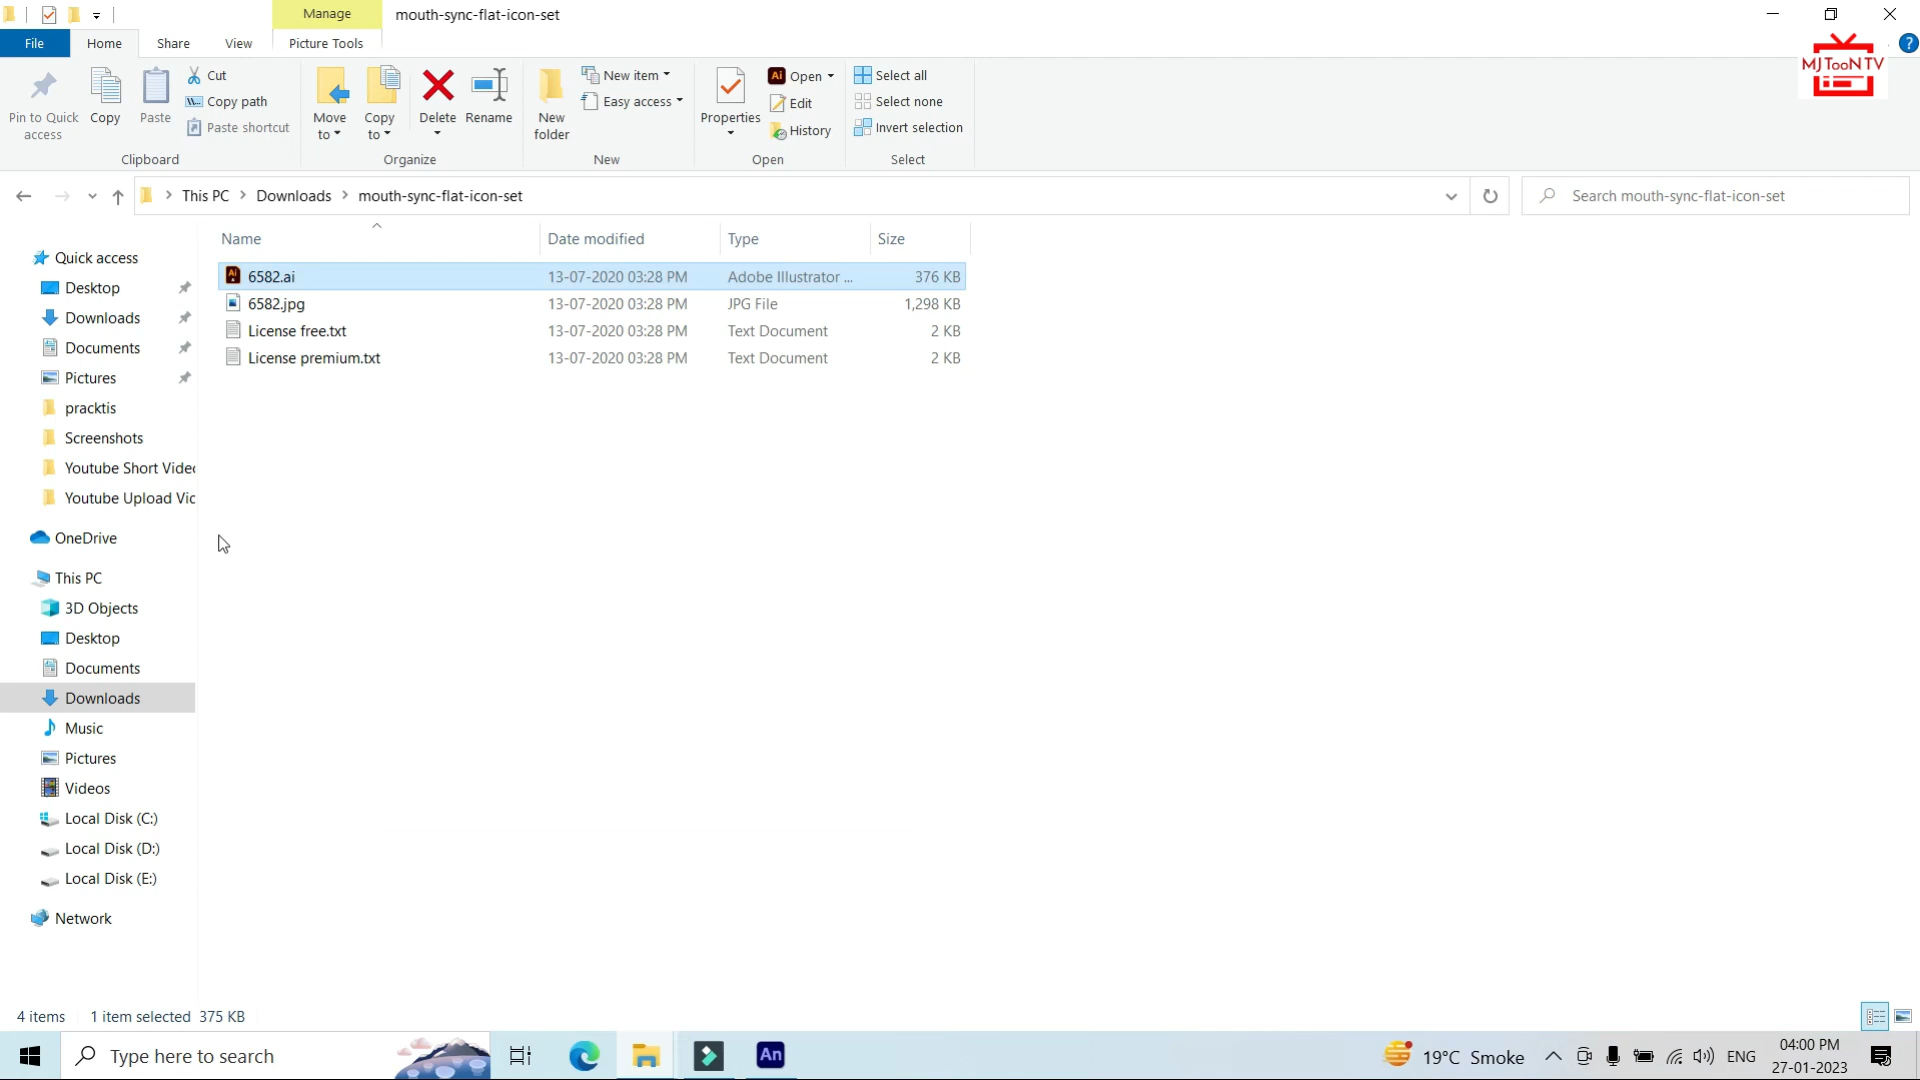 Manage
mouth-sync-flat-icon-set
File
Home
Share
View
Picture Tools
MJTooNTV
Pin to Quick access
Copy
Paste
Cut
Copy path
Paste shortcut
Clipboard
Move to
Copy to
Delete
Rename
Organize
New folder
New item
Easy access
New
Properties
Open
Edit
History
Open
Select all
Select none
Invert selection
Select
This PC
Downloads
mouth-sync-flat-icon-set
Search mouth-sync-flat-icon-set
Name
Date modified
Type
Size
6582.ai 13-07-2020 03:28 PM Adobe Illustrator ... 376 KB
6582.jpg 13-07-2020 03:28 PM JPG File 1,298 KB
License free.txt 13-07-2020 03:28 PM Text Document 2 KB
License premium.txt 13-07-2020 03:28 PM Text Document 2 KB
Quick access
Desktop
Downloads
Documents
Pictures
pracktis
Screenshots
Youtube Short Video
Youtube Upload Vic
OneDrive
This PC
3D Objects
Desktop
Documents
Downloads
Music
Pictures
Videos
Local Disk (C:)
Local Disk (D:)
Local Disk (E:)
Network
4 items 1 item selected 375 KB
Type here to search
An
19°C Smoke
ENG
04:00 PM
27-01-2023